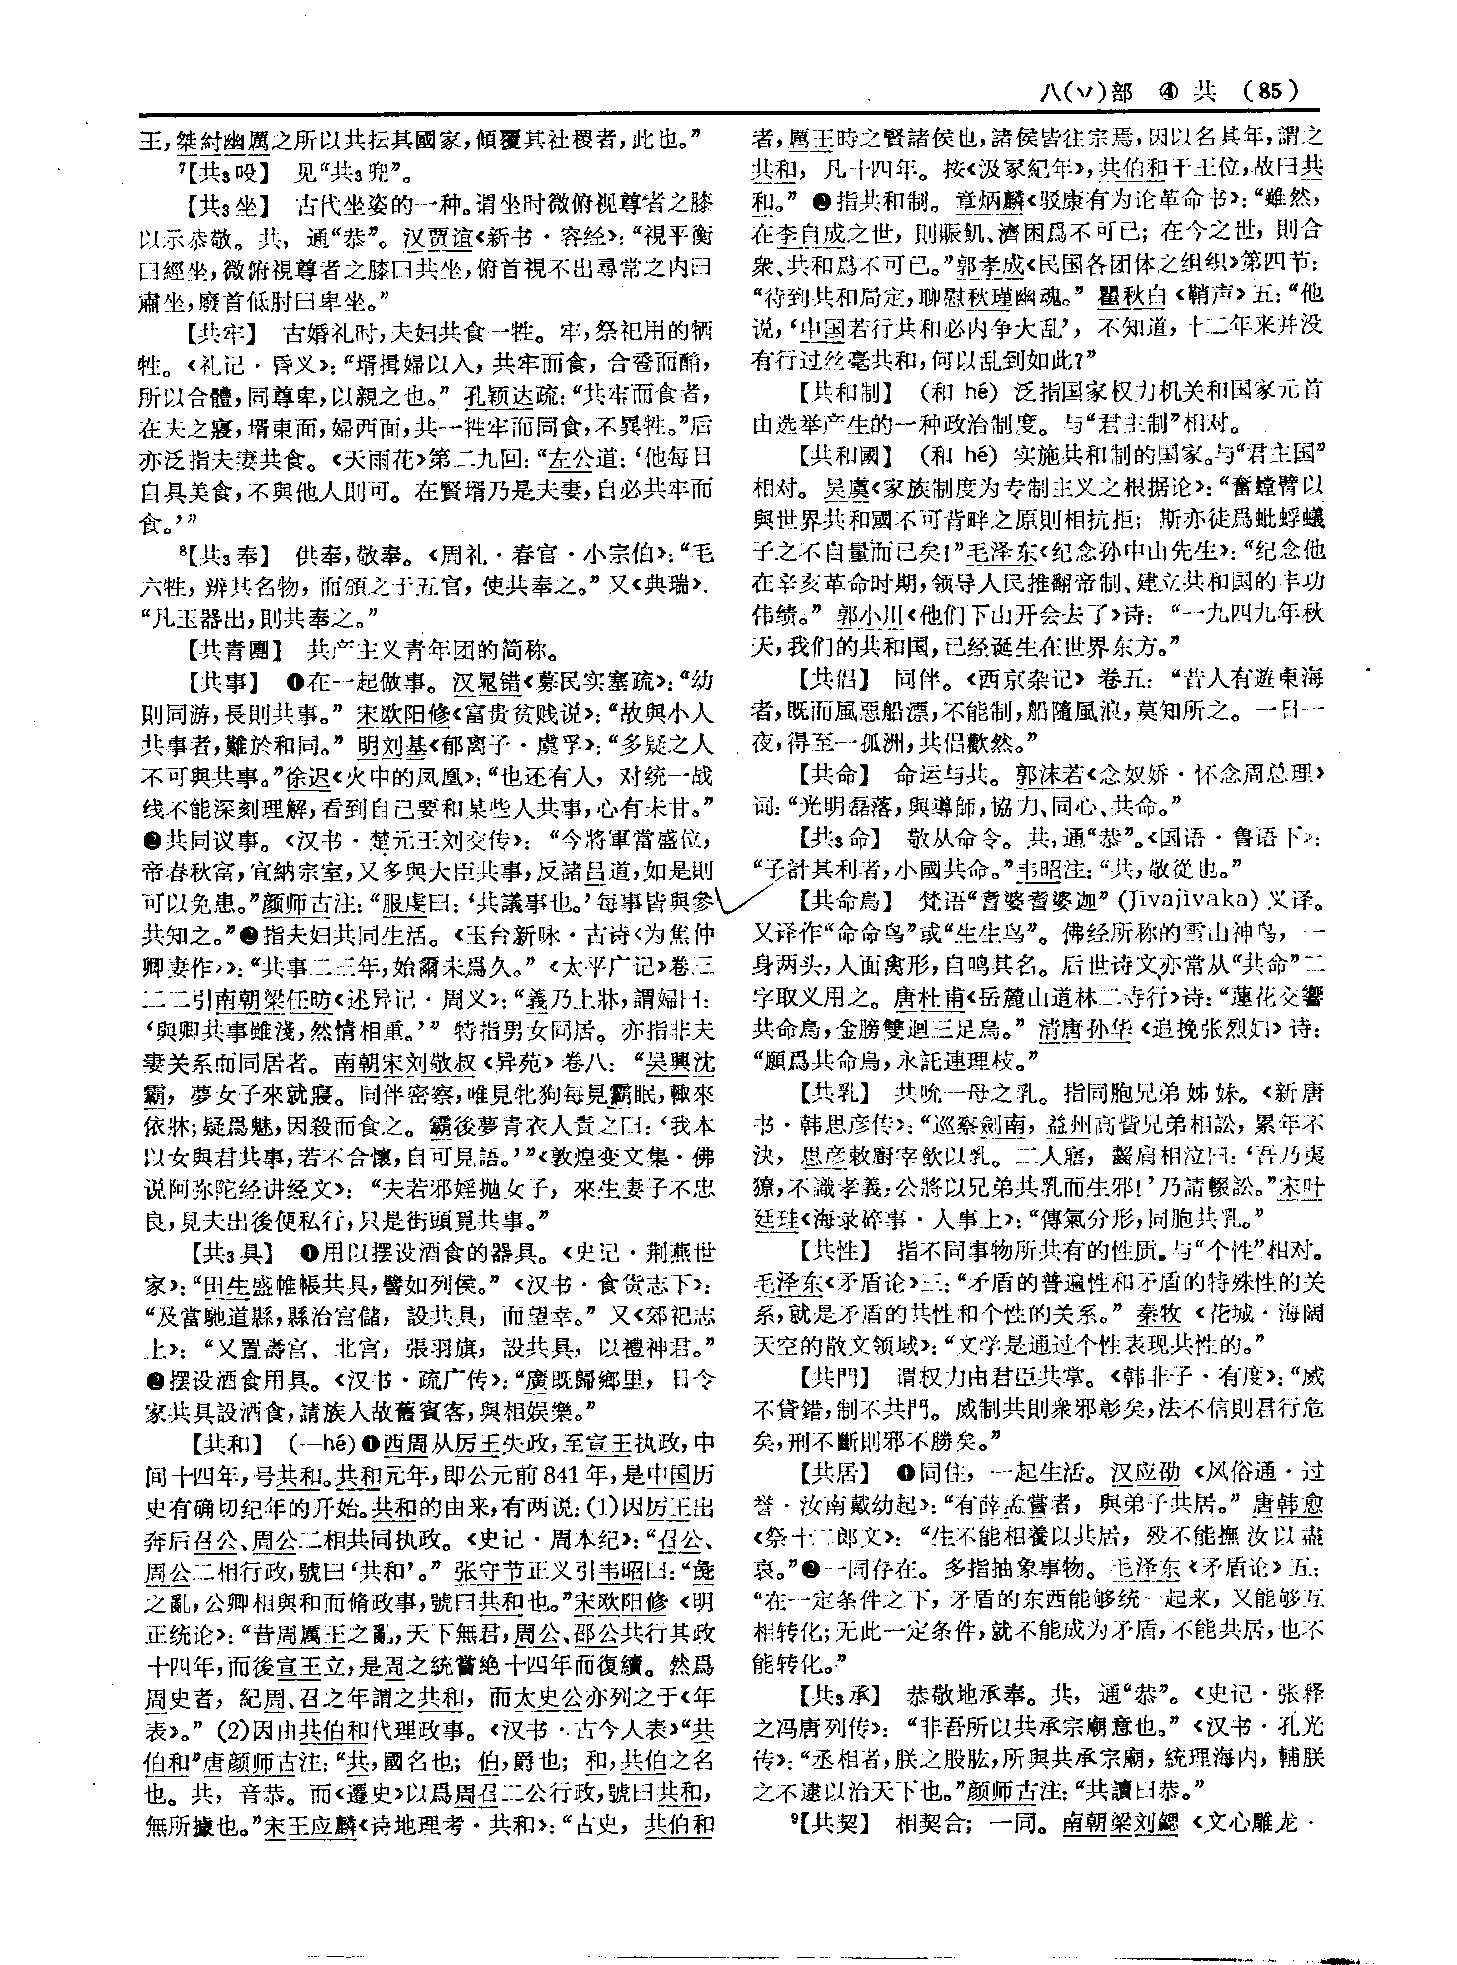 八(丷)部 ④ 共 (85)
王,桀紂幽厲之所以共抎其國家,傾覆其社稷者,此也。”
⁷【共₃吺】 见“共₃兜”。
【共₃坐】 古代坐姿的一种。谓坐时微俯视尊者之膝
以示恭敬。共,通“恭”。汉贾谊《新书·容经》:“視平衡
曰經坐,微俯視尊者之膝曰共坐,俯首視不出尋常之内曰
肅坐,廢首低肘曰卑坐。”
【共牢】 古婚礼时,夫妇共食一牲。牢,祭祀用的牺
牲。《礼记·昏义》:“壻揖婦以入,共牢而食,合卺而酳,
所以合體,同尊卑,以親之也。”孔颖达疏:“共牢而食者,
在夫之寢,壻東面,婦西面,共一牲牢而同食,不異牲。”后
亦泛指夫妻共食。《天雨花》第二九回:“左公道:‘他每日
自具美食,不與他人則可。在賢壻乃是夫妻,自必共牢而
食。’”
⁸【共₃奉】 供奉,敬奉。《周礼·春官·小宗伯》:“毛
六牲,辨其名物,而頒之于五官,使共奉之。”又《典瑞》:
“凡玉器出,則共奉之。”
【共青團】 共产主义青年团的简称。
【共事】 ❶在一起做事。汉晁错《募民实塞疏》:“幼
則同游,長則共事。”宋欧阳修《富贵贫贱说》:“故與小人
共事者,難於和同。”明刘基《郁离子·虞孚》:“多疑之人
不可與共事。”徐迟《火中的凤凰》:“也还有人,对统一战
线不能深刻理解,看到自己要和某些人共事,心有未甘。”
❷共同议事。《汉书·楚元王刘交传》:“今將軍當盛位,
帝春秋富,宜納宗室,又多與大臣共事,反諸吕道,如是則
可以免患。”颜师古注:“服虔曰:‘共議事也。’每事皆與參
共知之。”❸指夫妇共同生活。《玉台新咏·古诗〈为焦仲
卿妻作〉》:“共事二三年,始爾未爲久。”《太平广记》卷三
二二引南朝梁任昉《述异记·周义》:“義乃上牀,謂婦曰:
‘與卿共事雖淺,然情相重。’”特指男女同居。亦指非夫
妻关系而同居者。南朝宋刘敬叔《异苑》卷八:“吴興沈
霸,夢女子來就寢。同伴密察,唯見牝狗每見霸眠,輒來
依牀;疑爲魅,因殺而食之。霸後夢青衣人責之曰:‘我本
以女與君共事,若不合懷,自可見語。’”《敦煌变文集·佛
说阿弥陀经讲经文》:“夫若邪婬抛女子,來生妻子不忠
良,見夫出後便私行,只是街頭覓共事。”
【共₃具】 ❶用以摆设酒食的器具。《史记·荆燕世
家》:“田生盛帷帳共具,譬如列侯。”《汉书·食货志下》:
“及當馳道縣,縣治宫儲,設共具,而望幸。”又《郊祀志
上》:“又置壽宫、北宫,張羽旗,設共具,以禮神君。”
❷摆设酒食用具。《汉书·疏广传》:“廣既歸鄉里,日令
家共具設酒食,請族人故舊賓客,與相娱樂。”
【共和】 (—hé)❶西周从厉王失政,至宣王执政,中
间十四年,号共和。共和元年,即公元前841年,是中国历
史有确切纪年的开始。共和的由来,有两说:(1)因厉王出
奔后召公、周公二相共同执政。《史记·周本纪》:“召公、
周公二相行政,號曰‘共和’。”张守节正义引韦昭曰:“彘
之亂,公卿相與和而脩政事,號曰共和也。”宋欧阳修《明
正统论》:“昔周厲王之亂,天下無君,周公、邵公共行其政
十四年,而後宣王立,是周之統嘗絶十四年而復續。然爲
周史者,紀周、召之年謂之共和,而太史公亦列之于《年
表》。”(2)因由共伯和代理政事。《汉书·古今人表》“共
伯和”唐颜师古注:“共,國名也;伯,爵也;和,共伯之名
也。共,音恭。而《遷史》以爲周召二公行政,號曰共和,
無所據也。”宋王应麟《诗地理考·共和》:“古史,共伯和
者,厲王時之賢諸侯也,諸侯皆往宗焉,因以名其年,謂之
共和,凡十四年。按《汲冢紀年》,共伯和干王位,故曰共
和。”❷指共和制。章炳麟《驳康有为论革命书》:“雖然,
在李自成之世,則賑飢、濟困爲不可已;在今之世,則合
衆、共和爲不可已。”郭孝成《民国各团体之组织》第四节:
“待到共和局定,聊慰秋瑾幽魂。”瞿秋白《鞘声》五:“他
说,‘中国若行共和必内争大乱’,不知道,十二年来并没
有行过丝毫共和,何以乱到如此?”
【共和制】 (和 hé) 泛指国家权力机关和国家元首
由选举产生的一种政治制度。与“君主制”相对。
【共和國】 (和 hé) 实施共和制的国家。与“君主国”
相对。吴虞《家族制度为专制主义之根据论》:“奮螳臂以
與世界共和國不可背畔之原則相抗拒;斯亦徒爲蚍蜉蟻
子之不自量而已矣!”毛泽东《纪念孙中山先生》:“纪念他
在辛亥革命时期,领导人民推翻帝制、建立共和国的丰功
伟绩。”郭小川《他们下山开会去了》诗:“一九四九年秋
天,我们的共和国,已经诞生在世界东方。”
【共侣】 同伴。《西京杂记》卷五:“昔人有遊東海
者,既而風惡船漂,不能制,船隨風浪,莫知所之。一日一
夜,得至一孤洲,共侣歡然。”
【共命】 命运与共。郭沫若《念奴娇·怀念周总理》
词:“光明磊落,與導師,協力、同心、共命。”
【共₃命】 敬从命令。共,通“恭”。《国语·鲁语下》:
“子計其利者,小國共命。”韦昭注:“共,敬從也。”
【共命鳥】 梵语“耆婆耆婆迦”(Jivajivaka)义译。
又译作“命命鸟”或“生生鸟”。佛经所称的雪山神鸟,一
身两头,人面禽形,自鸣其名。后世诗文亦常从“共命”二
字取义用之。唐杜甫《岳麓山道林二寺行》诗:“蓮花交響
共命鳥,金膀雙迴三足烏。”清唐孙华《追挽张烈妇》诗:
“願爲共命鳥,永託連理枝。”
【共乳】 共吮一母之乳。指同胞兄弟姊妹。《新唐
书·韩思彦传》:“巡察劍南,益州高貲兄弟相訟,累年不
決,思彦敕廚宰飲以乳。二人寤,齧肩相泣曰:‘吾乃夷
獠,不識孝義,公將以兄弟共乳而生邪!’乃請輟訟。”宋叶
廷珪《海录碎事·人事上》:“傳氣分形,同胞共乳。”
【共性】 指不同事物所共有的性质。与“个性”相对。
毛泽东《矛盾论》三:“矛盾的普遍性和矛盾的特殊性的关
系,就是矛盾的共性和个性的关系。”秦牧《花城·海阔
天空的散文领域》:“文学是通过个性表现共性的。”
【共門】 谓权力由君臣共掌。《韩非子·有度》:“威
不貸錯,制不共門。威制共則衆邪彰矣,法不信則君行危
矣,刑不斷則邪不勝矣。”
【共居】 ❶同住,一起生活。汉应劭《风俗通·过
誉·汝南戴幼起》:“有薛孟嘗者,與弟子共居。”唐韩愈
《祭十二郎文》:“生不能相養以共居,殁不能撫汝以盡
哀。”❷一同存在。多指抽象事物。毛泽东《矛盾论》五:
“在一定条件之下,矛盾的东西能够统一起来,又能够互
相转化;无此一定条件,就不能成为矛盾,不能共居,也不
能转化。”
【共₃承】 恭敬地承奉。共,通“恭”。《史记·张释
之冯唐列传》:“非吾所以共承宗廟意也。”《汉书·孔光
传》:“丞相者,朕之股肱,所與共承宗廟,統理海内,輔朕
之不逮以治天下也。”颜师古注:“共讀曰恭。”
⁹【共契】 相契合;一同。南朝梁刘勰《文心雕龙·